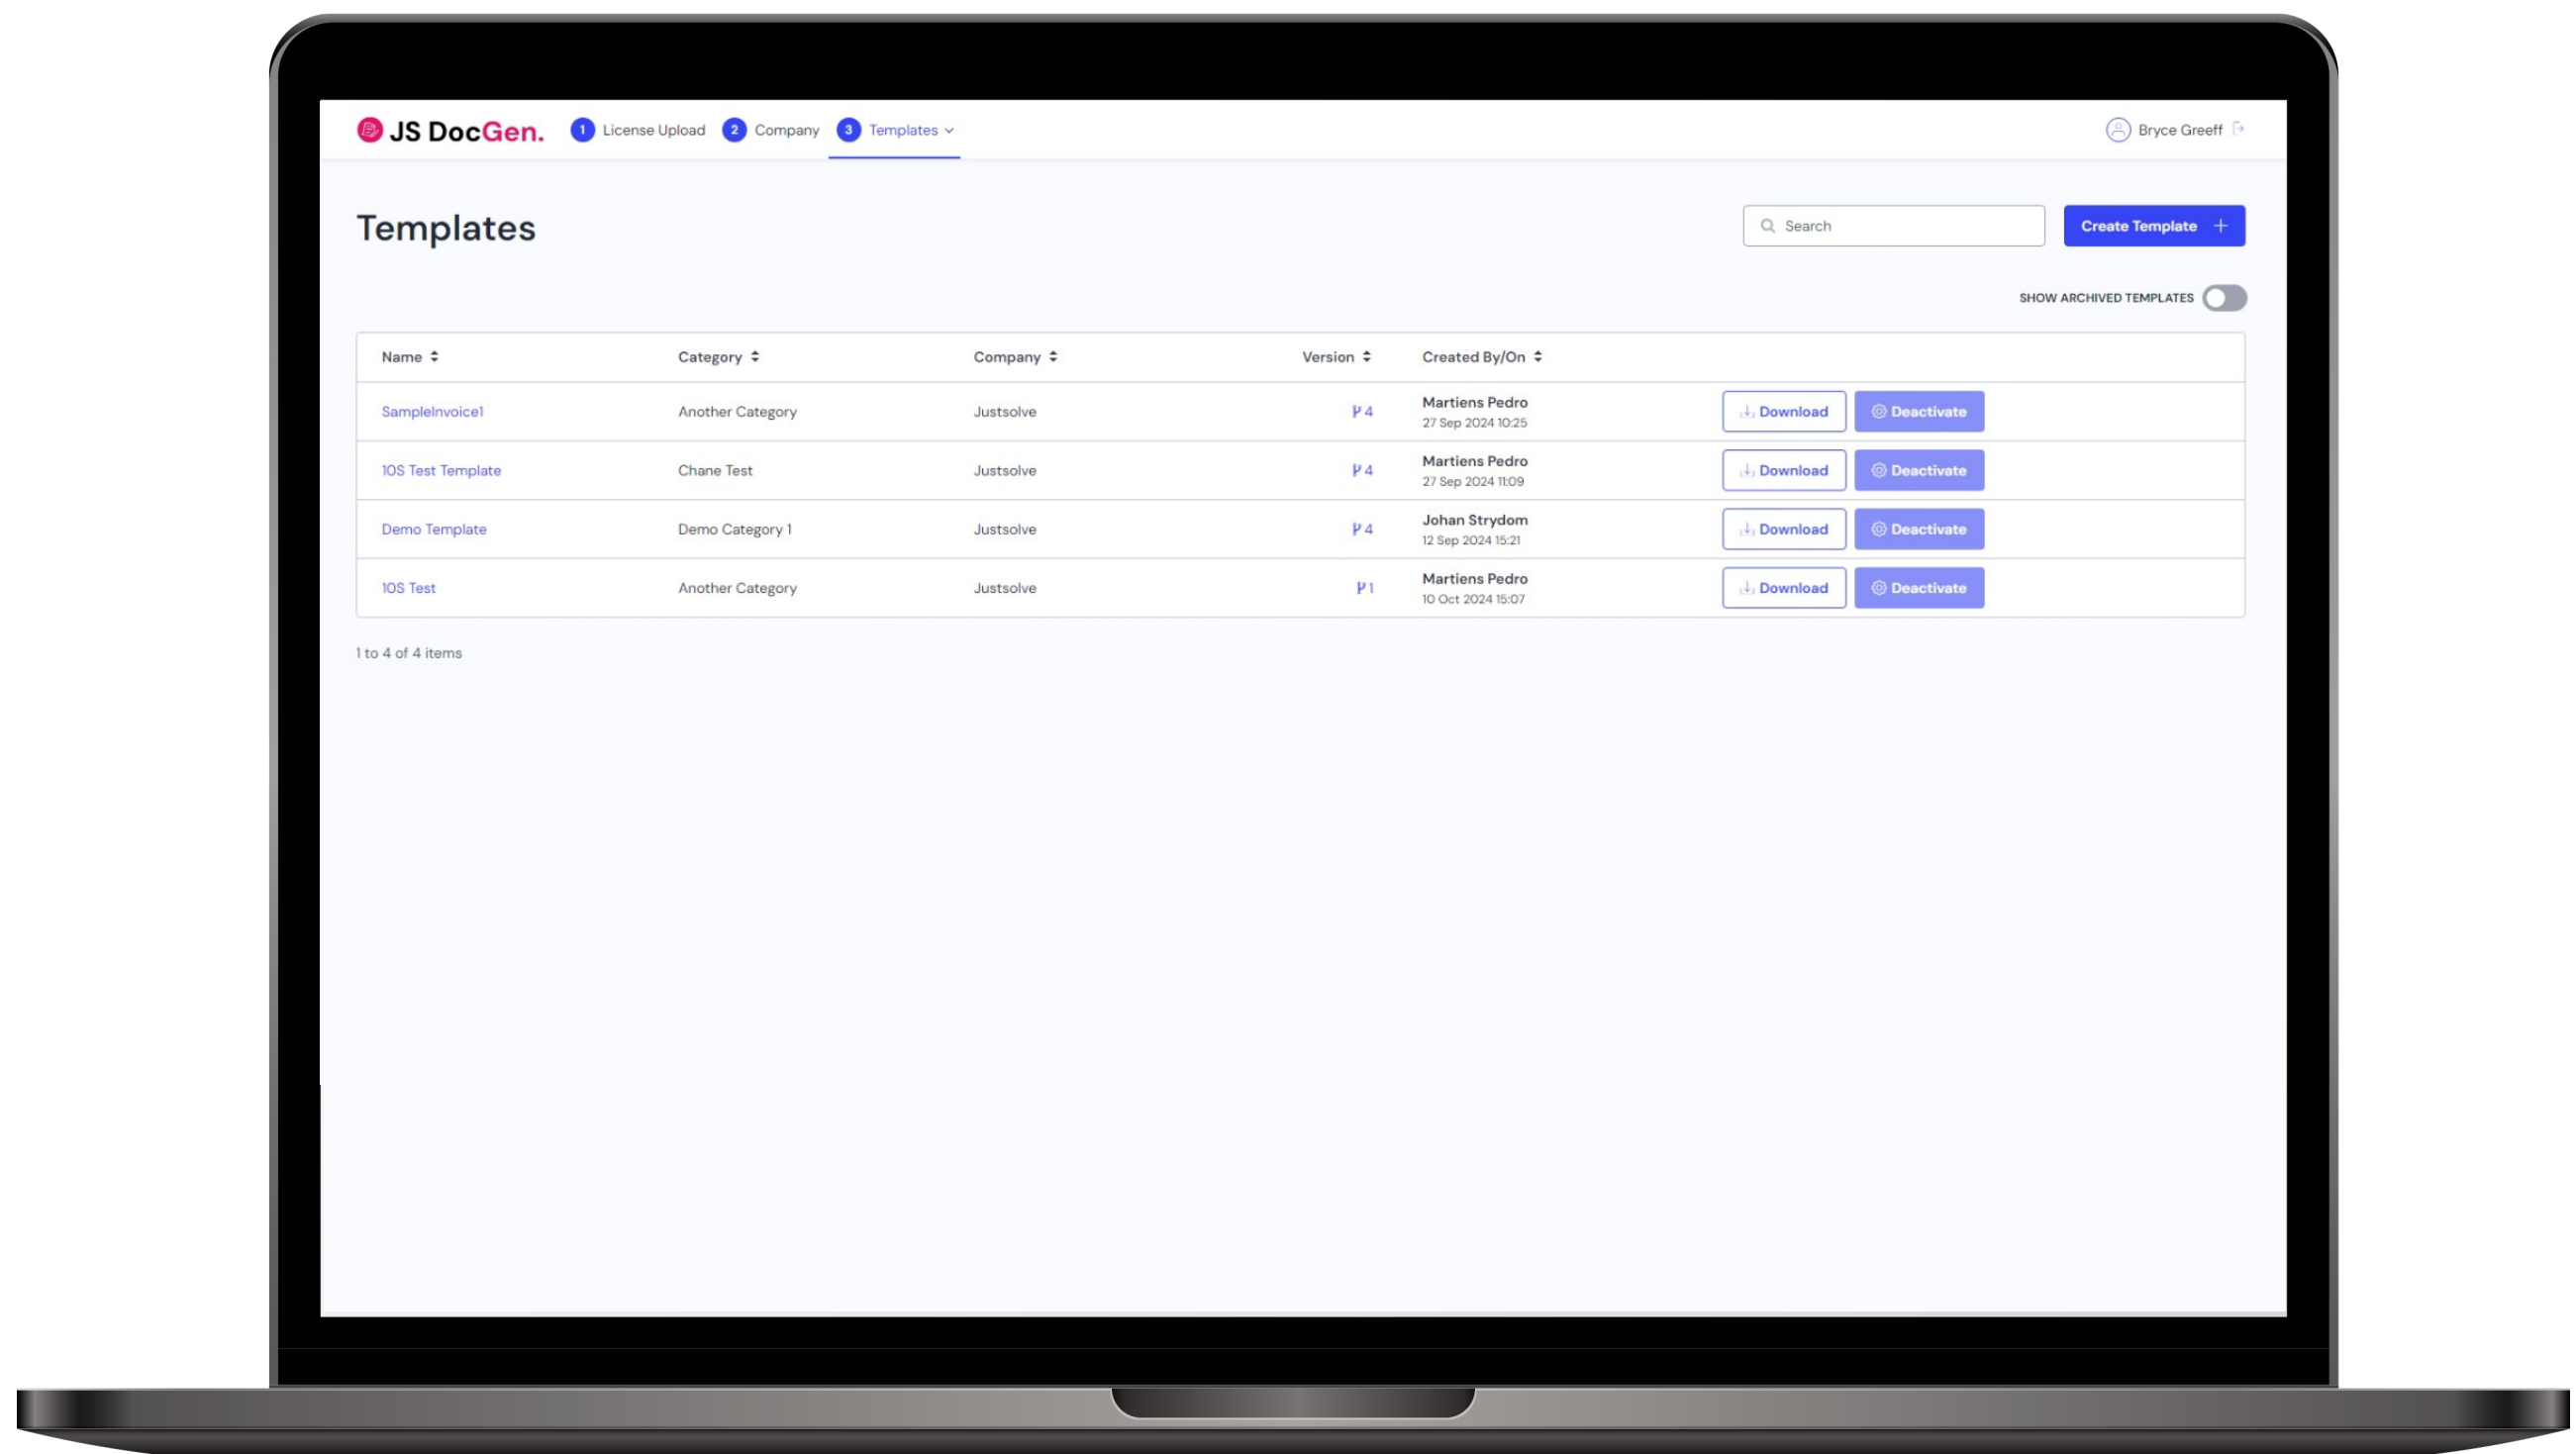 JS DocGen. 1 License Upload 2 Company 3 Templates Bryce Greeff
Templates Search Create Template +
SHOW ARCHIVED TEMPLATES
Name Category Company Version Created By/On
SampleInvoice1 Another Category Justsolve 4 Martiens Pedro Download Deactivate
27 Sep 2024 10:25
10S Test Template Chane Test Justsolve 4 Martiens Pedro Download Deactivate
27 Sep 2024 11:09
Demo Template Demo Category 1 Justsolve 4 Johan Strydom Download Deactivate
12 Sep 2024 15:21
10S Test Another Category Justsolve 1 Martiens Pedro Download Deactivate
10 Oct 2024 15:07
1 to 4 of 4 items